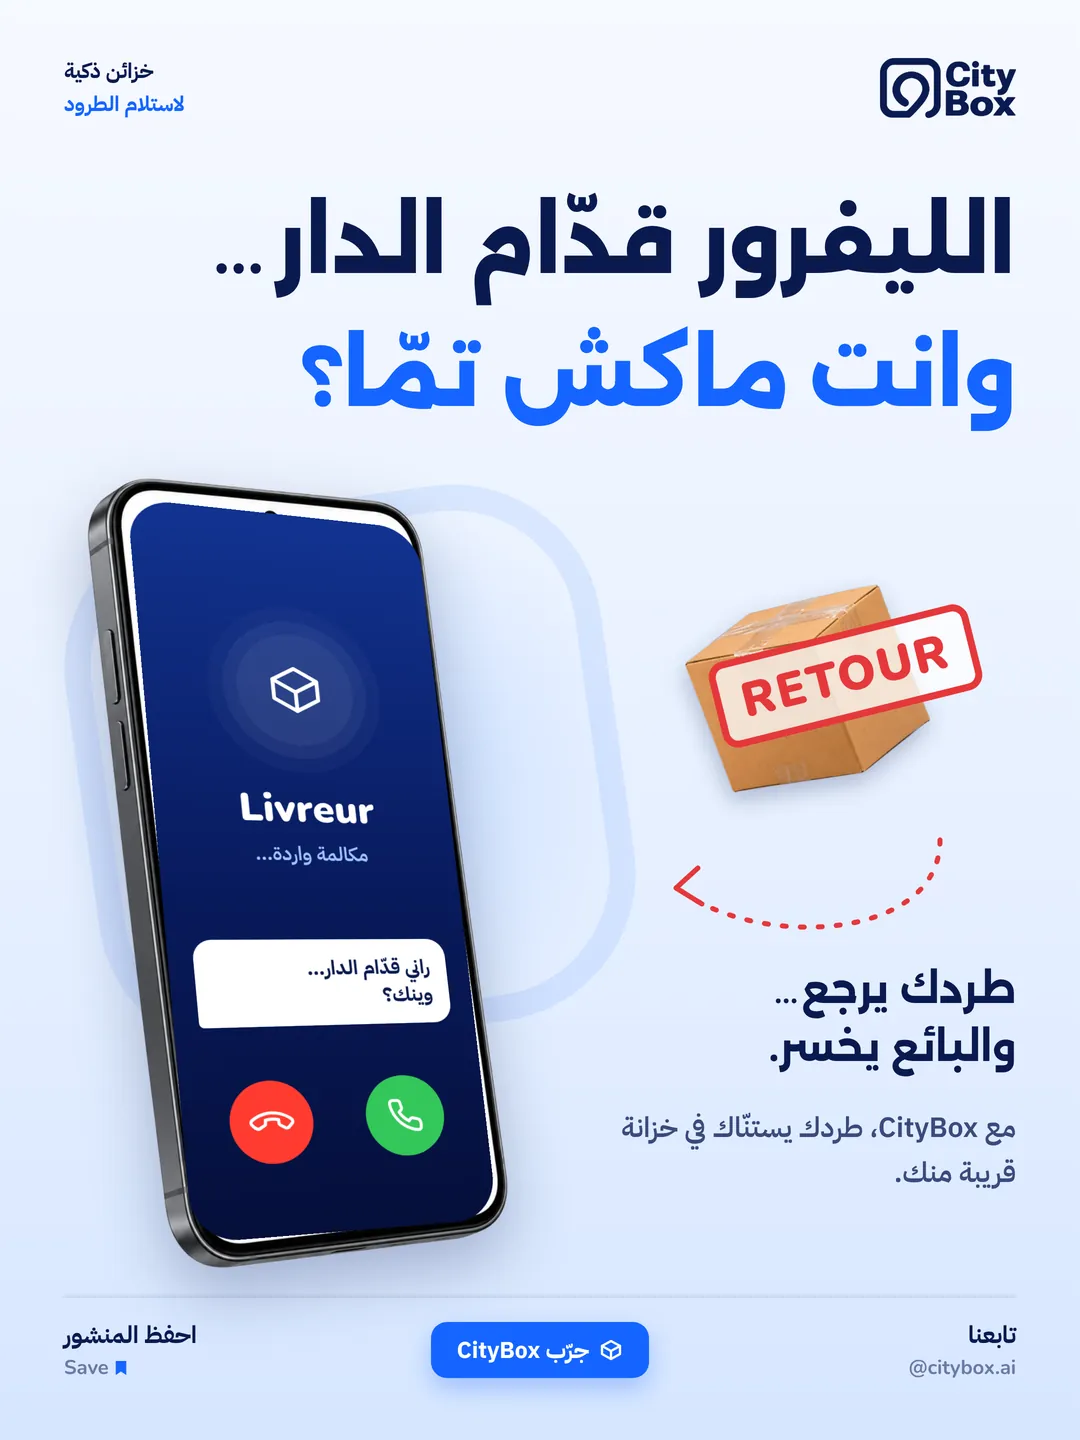 City
Box
خزائن ذكية
لاستلام الطرود
الليفرور قدّام الدار...
وانت ماكش تمّا؟
RETOUR
Livreur
مكالمة واردة...
راني قدّام الدار...
وينك؟
طردك يرجع...
والبائع يخسر.
مع CityBox، طردك يستنّاك في خزانة
قريبة منك.
تابعنا
@citybox.ai
جرّب CityBox
احفظ المنشور
Save